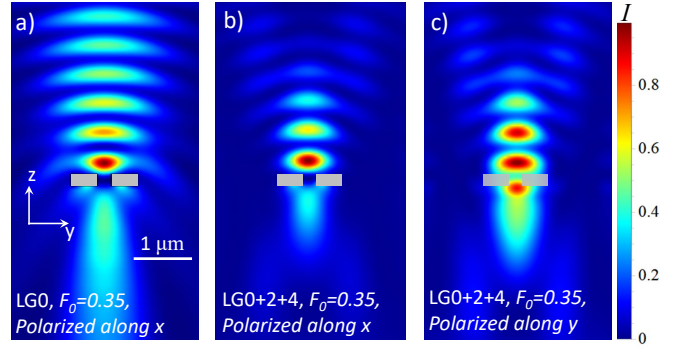 a)
b)
c)
I
0.8
0.6
0.4
0.2
0
z
y
1 μm
LG0, F0=0.35,
Polarized along x
LG0+2+4, F0=0.35,
Polarized along x
LG0+2+4, F0=0.35,
Polarized along y